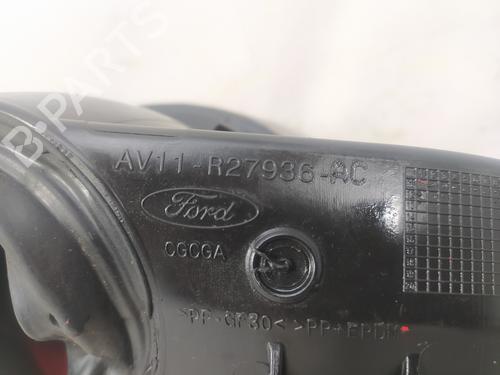 AV11-R27936-AC
Ford
CGCGA
>PP-GF30< >PP+EPDM
B-PARTS